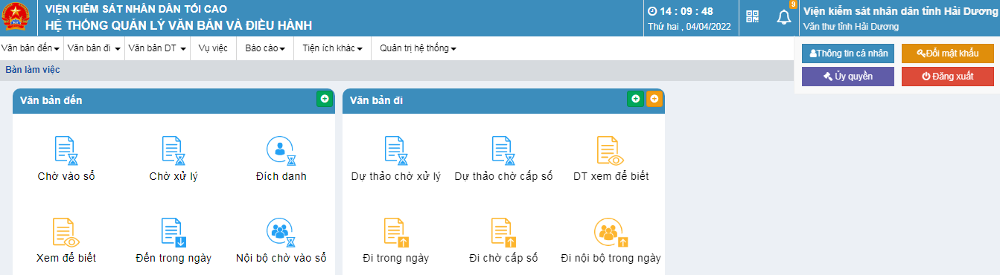 VIỆN KIỂM SÁT NHÂN DÂN TỐI CAO
HỆ THỐNG QUẢN LÝ VĂN BẢN VÀ ĐIỀU HÀNH
14 : 09 : 48
Thứ hai , 04/04/2022
9
Viện kiểm sát nhân dân tỉnh Hải Dương
Văn thư tỉnh Hải Dương
Văn bản đến Văn bản đi Văn bản DT Vụ việc Báo cáo Tiện ích khác Quản trị hệ thống
Thông tin cá nhân Đổi mật khẩu
Ủy quyền Đăng xuất
Bàn làm việc
Văn bản đến
Chờ vào sổ Chờ xử lý Đích danh
Xem để biết Đến trong ngày Nội bộ chờ vào sổ
Văn bản đi
Dự thảo chờ xử lý Dự thảo chờ cấp số DT xem để biết
Đi trong ngày Đi chờ cấp số Đi nội bộ trong ngày